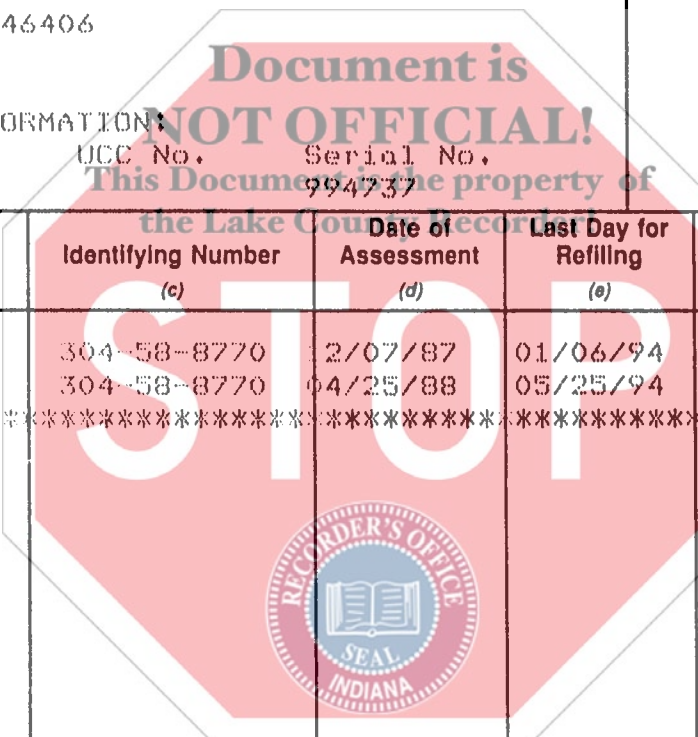 46406
Document is
ORMATION: NOT OFFICIAL!
UCC No. Serial No.
This Document is the property of
994737
the Lake County Recorder!
Identifying Number Date of Assessment Last Day for Refiling
(c) (d) (e)
304-58-8770 12/07/87 01/06/94
304-58-8770 04/25/88 05/25/94
STOP
RECORDER'S OFFICE
SEAL
INDIANA